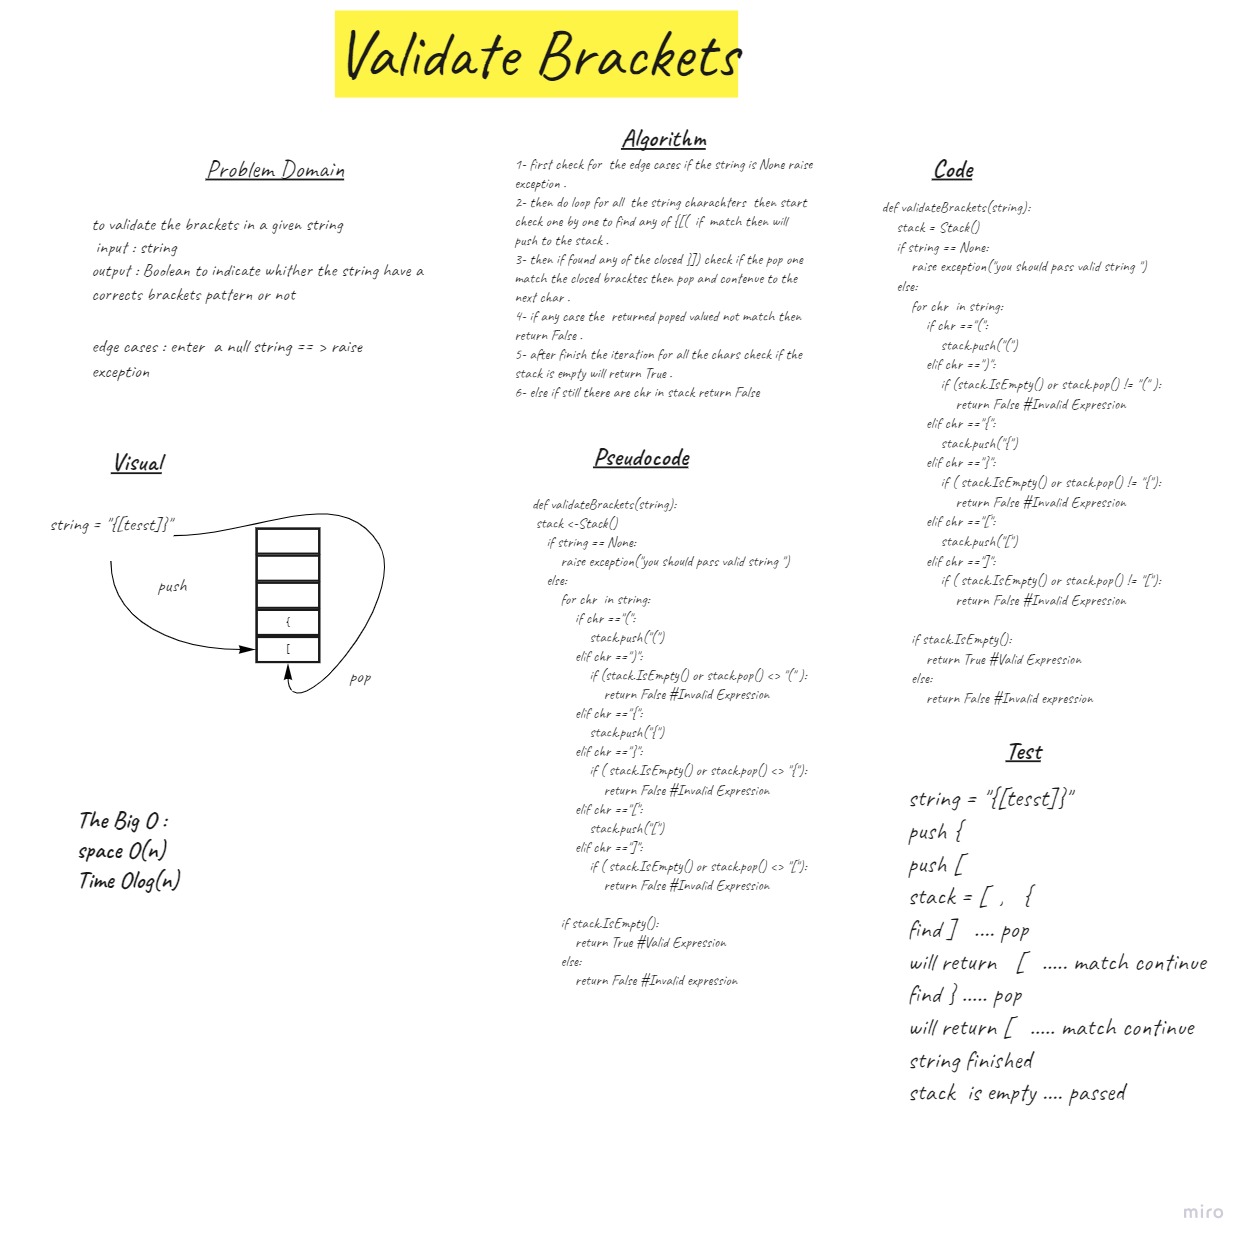 Validate Brackets
Problem Domain
to validate the brackets in a given string
input : string
output : Boolean to indicate whither the string have a
corrects brackets pattern or not
edge cases : enter a null string == > raise
exception
Visual
string = "{[tesst]}"
push
{
[
pop
The Big O :
space O(n)
Time Olog(n)
Algorithm
1- first check for the edge cases if the string is None raise
exception .
2- then do loop for all the string charachters then start
check one by one to find any of {[( if match then will
push to the stack .
3- then if found any of the closed }]) check if the pop one
match the closed bracktes then pop and contenue to the
next char .
4- if any case the returned poped valued not match then
return False .
5- after finish the iteration for all the chars check if the
stack is empty will return True .
6- else if still there are chr in stack return False
Pseudocode
def validateBrackets(string):
stack <-Stack()
if string == None:
raise exception("you should pass valid string ")
else:
for chr in string:
if chr =="(":
stack.push("(")
elif chr ==")":
if (stack.IsEmpty() or stack.pop() <> "(" ):
return False #Invalid Expression
elif chr =="{":
stack.push("{")
elif chr =="}":
if ( stack.IsEmpty() or stack.pop() <> "{"):
return False #Invalid Expression
elif chr =="[":
stack.push("[")
elif chr =="]":
if ( stack.IsEmpty() or stack.pop() <> "["):
return False #Invalid Expression
if stack.IsEmpty():
return True #Valid Expression
else:
return False #Invalid expression
Code
def validateBrackets(string):
stack = Stack()
if string == None:
raise exception("you should pass valid string ")
else:
for chr in string:
if chr =="(":
stack.push("(")
elif chr ==")":
if (stack.IsEmpty() or stack.pop() != "(" ):
return False #Invalid Expression
elif chr =="{":
stack.push("{")
elif chr =="}":
if ( stack.IsEmpty() or stack.pop() != "{"):
return False #Invalid Expression
elif chr =="[":
stack.push("[")
elif chr =="]":
if ( stack.IsEmpty() or stack.pop() != "["):
return False #Invalid Expression
if stack.IsEmpty():
return True #Valid Expression
else:
return False #Invalid expression
Test
string = "{[tesst]}"
push {
push [
stack = [ , {
find ] .... pop
will return [ ..... match continue
find } ..... pop
will return [ ..... match continue
string finished
stack is empty .... passed
miro